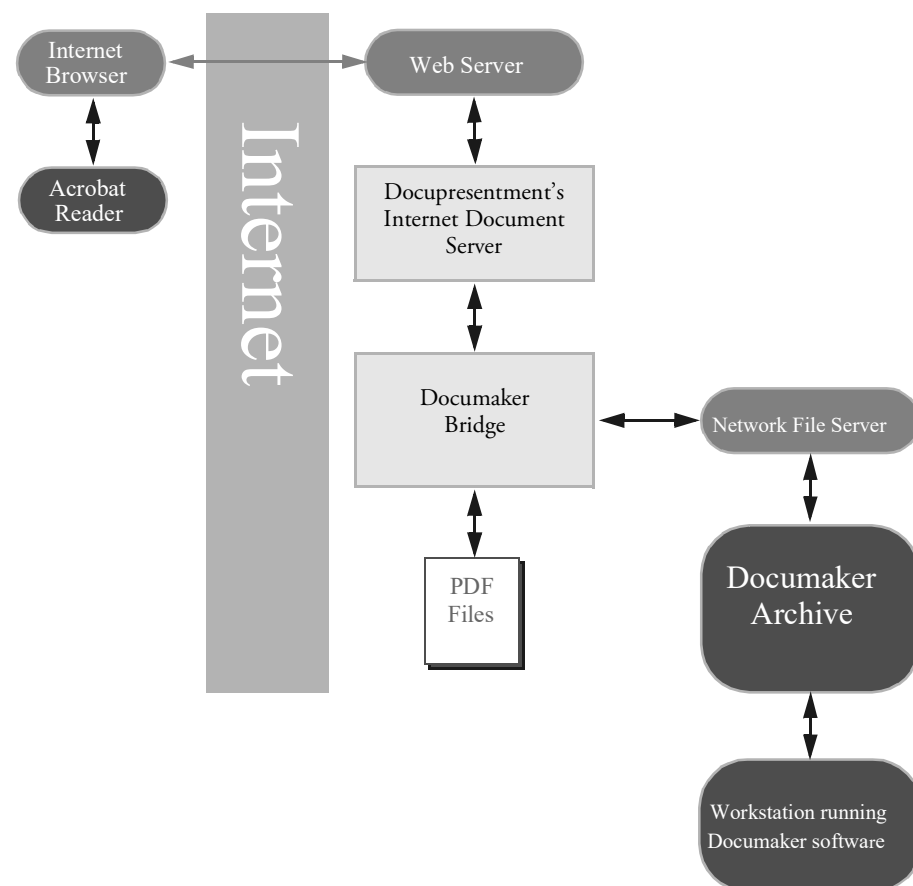 Internet
Browser
Web Server
Internet
Acrobat
Reader
Docupresentment's
Internet Document
Server
Documaker
Bridge
Network File Server
PDF
Files
Documaker
Archive
Workstation running
Documaker software